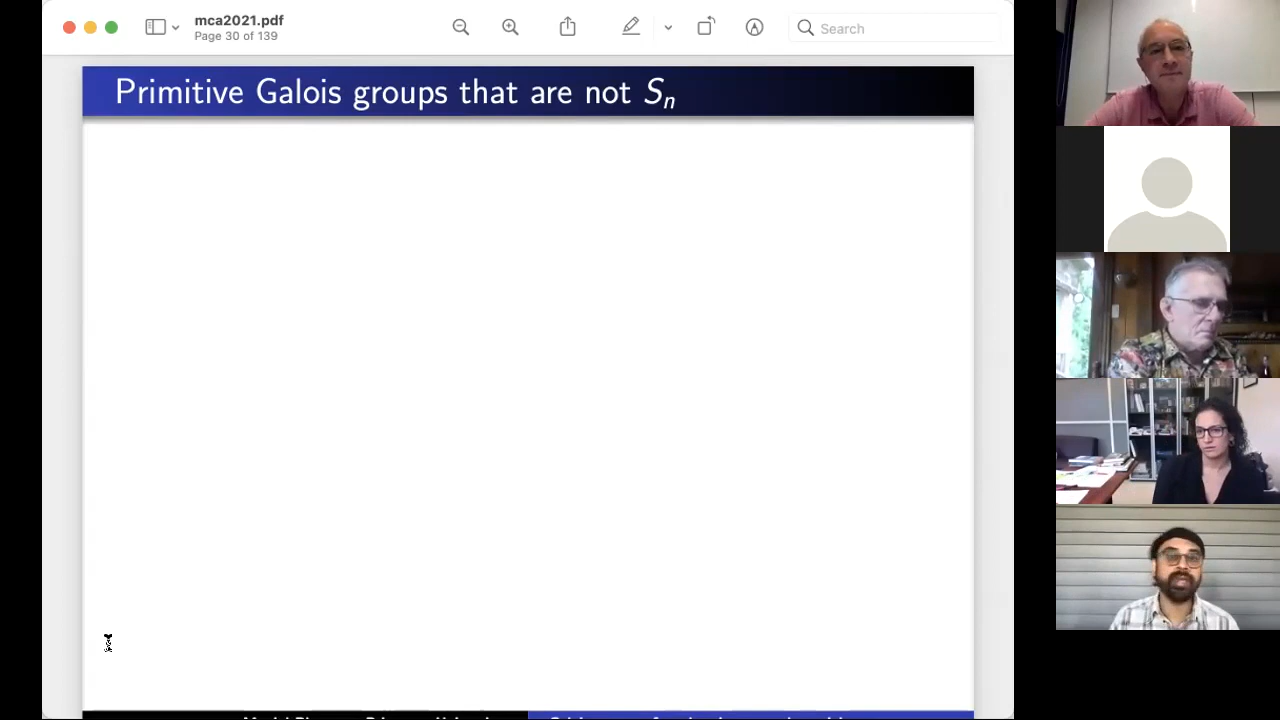 mca2021.pdf
Page 30 of 139
Search
Primitive Galois groups that are not Sn